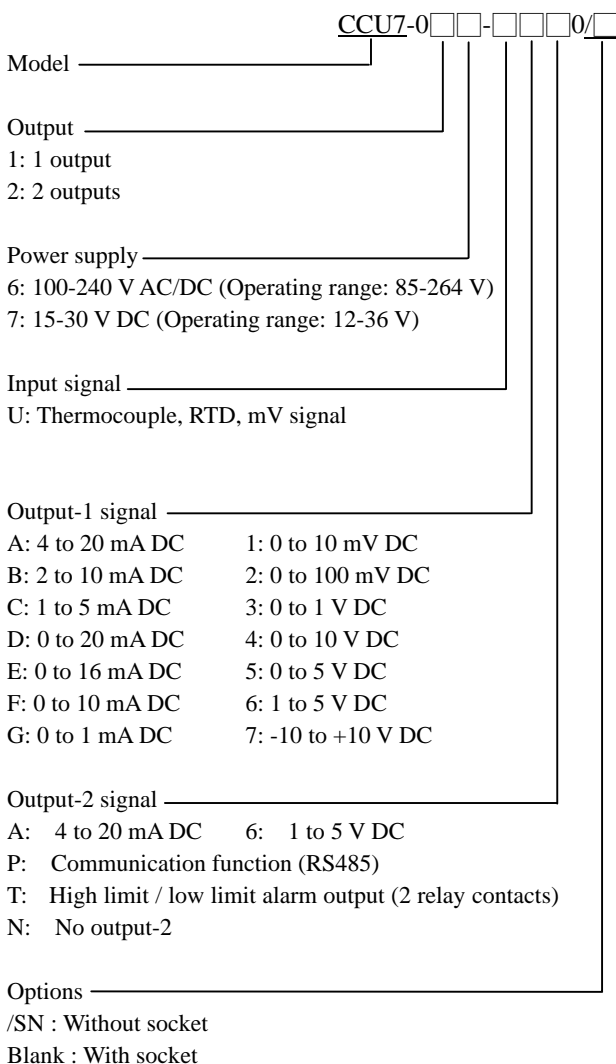 CCU7-0□□-□□□0/□
Model
Output
1: 1 output
2: 2 outputs
Power supply
6: 100-240 V AC/DC (Operating range: 85-264 V)
7: 15-30 V DC (Operating range: 12-36 V)
Input signal
U: Thermocouple, RTD, mV signal
Output-1 signal
A: 4 to 20 mA DC 1: 0 to 10 mV DC
B: 2 to 10 mA DC 2: 0 to 100 mV DC
C: 1 to 5 mA DC 3: 0 to 1 V DC
D: 0 to 20 mA DC 4: 0 to 10 V DC
E: 0 to 16 mA DC 5: 0 to 5 V DC
F: 0 to 10 mA DC 6: 1 to 5 V DC
G: 0 to 1 mA DC 7: -10 to +10 V DC
Output-2 signal
A: 4 to 20 mA DC 6: 1 to 5 V DC
P: Communication function (RS485)
T: High limit / low limit alarm output (2 relay contacts)
N: No output-2
Options
/SN : Without socket
Blank : With socket